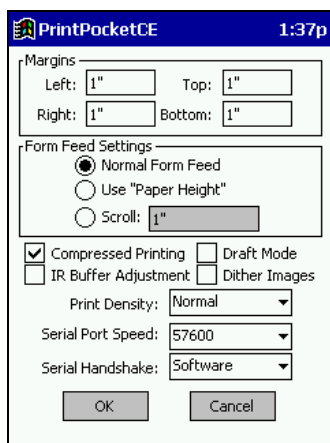 PrintPocketCE 1:37p
Margins
Left: 1" Top: 1"
Right: 1" Bottom: 1"
Form Feed Settings
Normal Form Feed
Use "Paper Height"
Scroll: 1"
Compressed Printing Draft Mode
IR Buffer Adjustment Dither Images
Print Density: Normal
Serial Port Speed: 57600
Serial Handshake: Software
OK Cancel